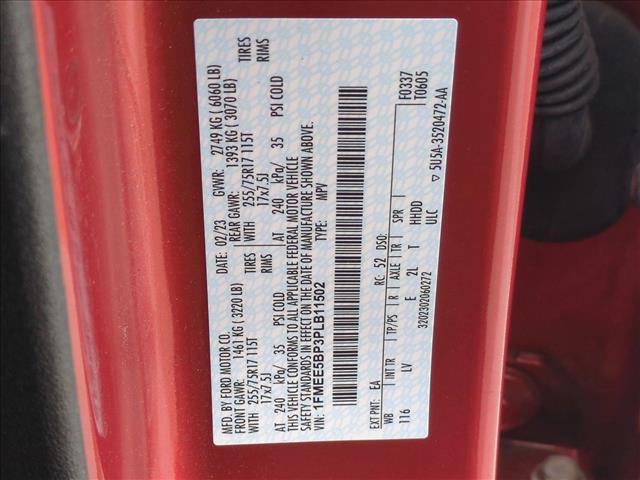 MFD. BY FORD MOTOR CO. DATE: 02/23 GVWR: 2749 KG ( 6060 LB)
FRONT GAWR: 1461 KG ( 3220 LB) REAR GAWR: 1393 KG ( 3070 LB)
WITH 255/75R17 115T TIRES WITH 255/75R17 115T TIRES
17x7.5J RIMS 17x7.5J RIMS
AT 240 kPa/ 35 PSI COLD AT 240 kPa/ 35 PSI COLD
THIS VEHICLE CONFORMS TO ALL APPLICABLE FEDERAL MOTOR VEHICLE
SAFETY STANDARDS IN EFFECT ON THE DATE OF MANUFACTURE SHOWN ABOVE.
VIN: 1FMEE5BP3PLB11502 TYPE: MPV
F0337
T0605
EXT PNT: EA RC: 52 DSO:
WB TP/PS R AXLE TR SPR
116 LV E 2L T HHDD
3202302060272 ULC
▽ 5U5A-3520472-AA